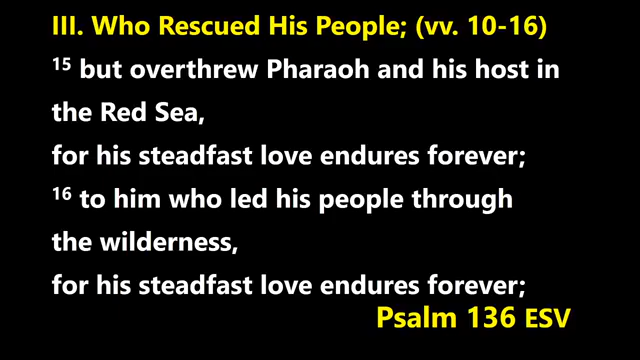 III. Who Rescued His People; (vv. 10-16)
15 but overthrew Pharaoh and his host in
the Red Sea,
for his steadfast love endures forever;
16 to him who led his people through
the wilderness,
for his steadfast love endures forever;
Psalm 136 ESV